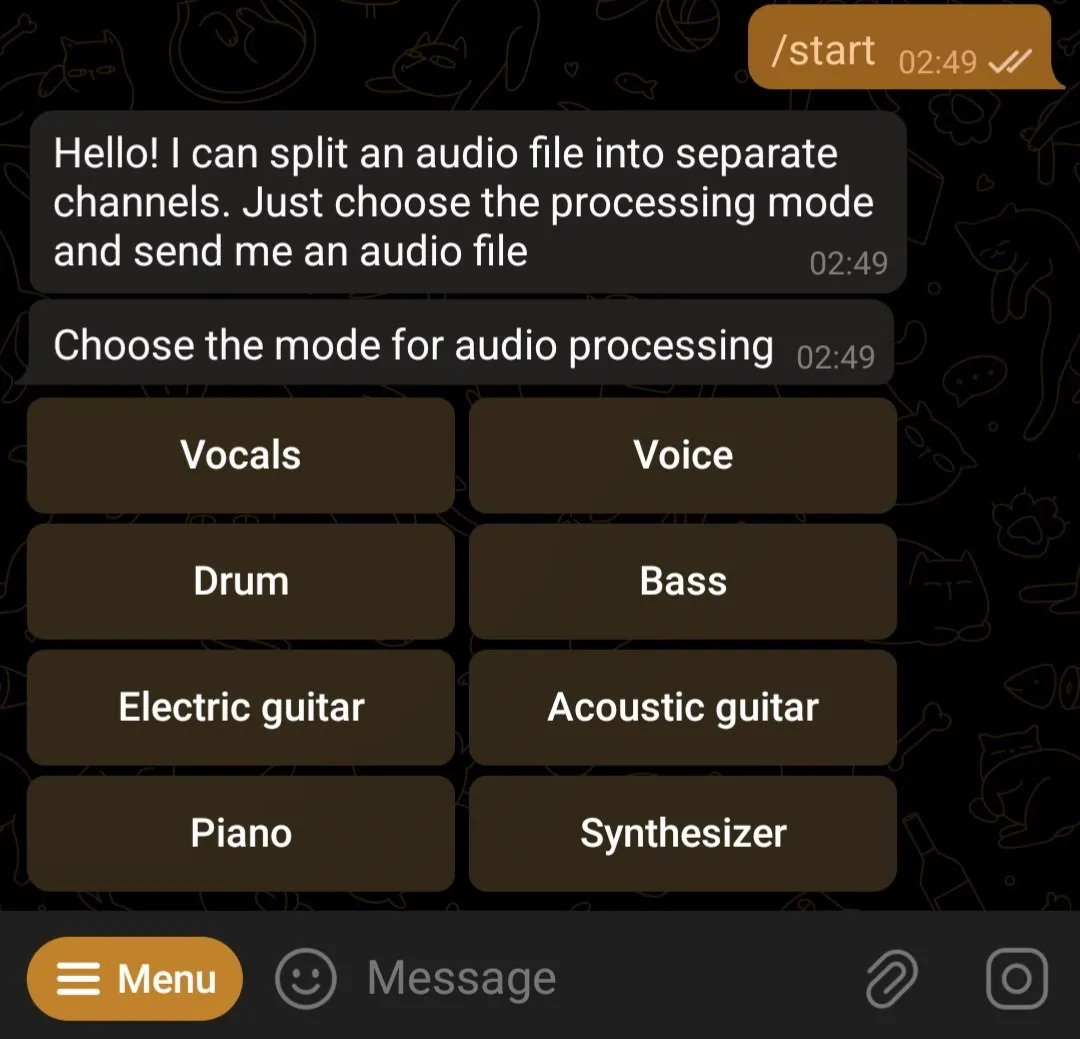 /start 02:49
Hello! I can split an audio file into separate
channels. Just choose the processing mode
and send me an audio file 02:49
Choose the mode for audio processing 02:49
Vocals Voice
Drum Bass
Electric guitar Acoustic guitar
Piano Synthesizer
Menu Message